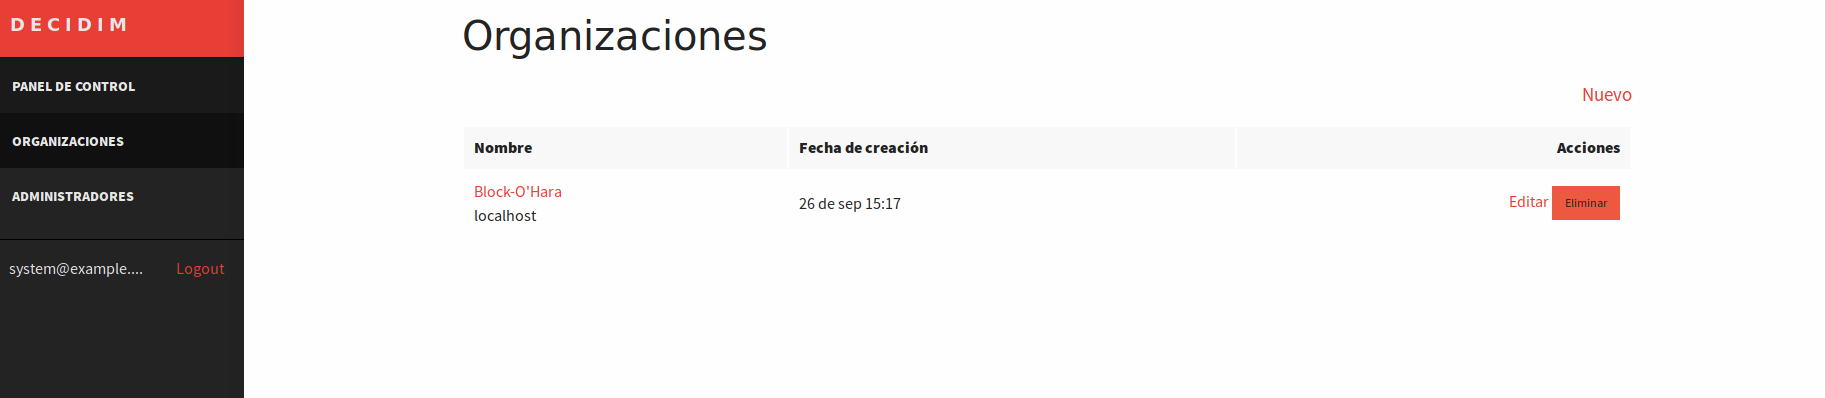 DECIDIM
PANEL DE CONTROL
ORGANIZACIONES
ADMINISTRADORES
system@example.... Logout
Organizaciones
Nuevo
Nombre Fecha de creación Acciones
Block-O'Hara
localhost
26 de sep 15:17
Editar Eliminar